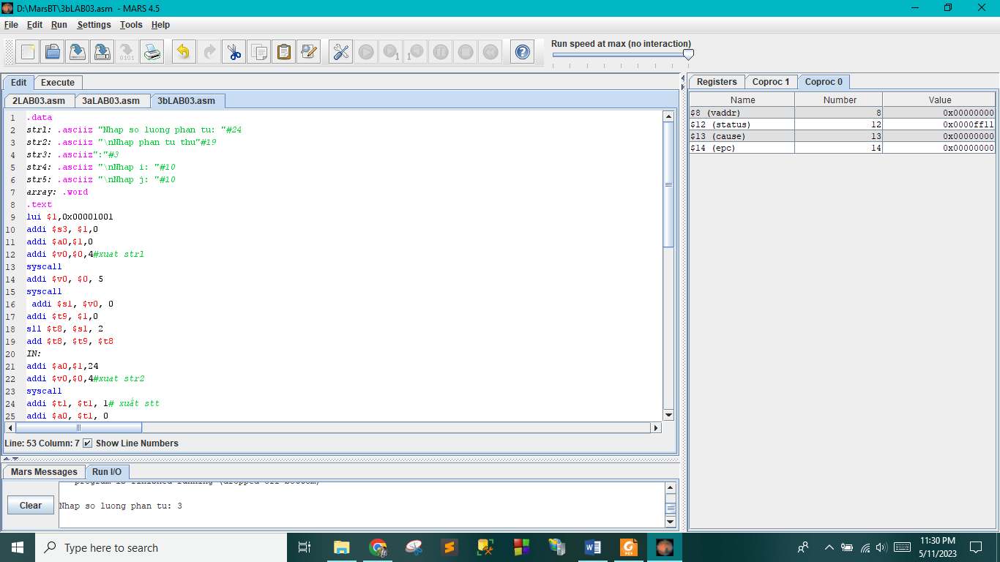 D:\MarsBT\3bLAB03.asm - MARS 4.5
File Edit Run Settings Tools Help
Run speed at max (no interaction)
Edit Execute
2LAB03.asm 3aLAB03.asm 3bLAB03.asm
1 .data
2 str1: .asciiz "Nhap so luong phan tu: "#24
3 str2: .asciiz "\nNhap phan tu thu"#19
4 str3: .asciiz":"#3
5 str4: .asciiz "\nNhap i: "#10
6 str5: .asciiz "\nNhap j: "#10
7 array: .word
8 .text
9 lui $1,0x00001001
10 addi $s3, $1,0
11 addi $a0,$1,0
12 addi $v0,$0,4#xuat str1
13 syscall
14 addi $v0, $0, 5
15 syscall
16 addi $s1, $v0, 0
17 addi $t9, $1,0
18 sll $t8, $s1, 2
19 add $t8, $t9, $t8
20 IN:
21 addi $a0,$1,24
22 addi $v0,$0,4#xuat str2
23 syscall
24 addi $t1, $t1, 1# xuất stt
25 addi $a0, $t1, 0
Line: 53 Column: 7 Show Line Numbers
Mars Messages Run I/O
program is finished running (dropped off bottom)
Clear
Nhap so luong phan tu: 3
Registers Coproc 1 Coproc 0
Name Number Value
$8 (vaddr) 8 0x00000000
$12 (status) 12 0x0000ff11
$13 (cause) 13 0x00000000
$14 (epc) 14 0x00000000
Type here to search
11:30 PM
5/11/2023